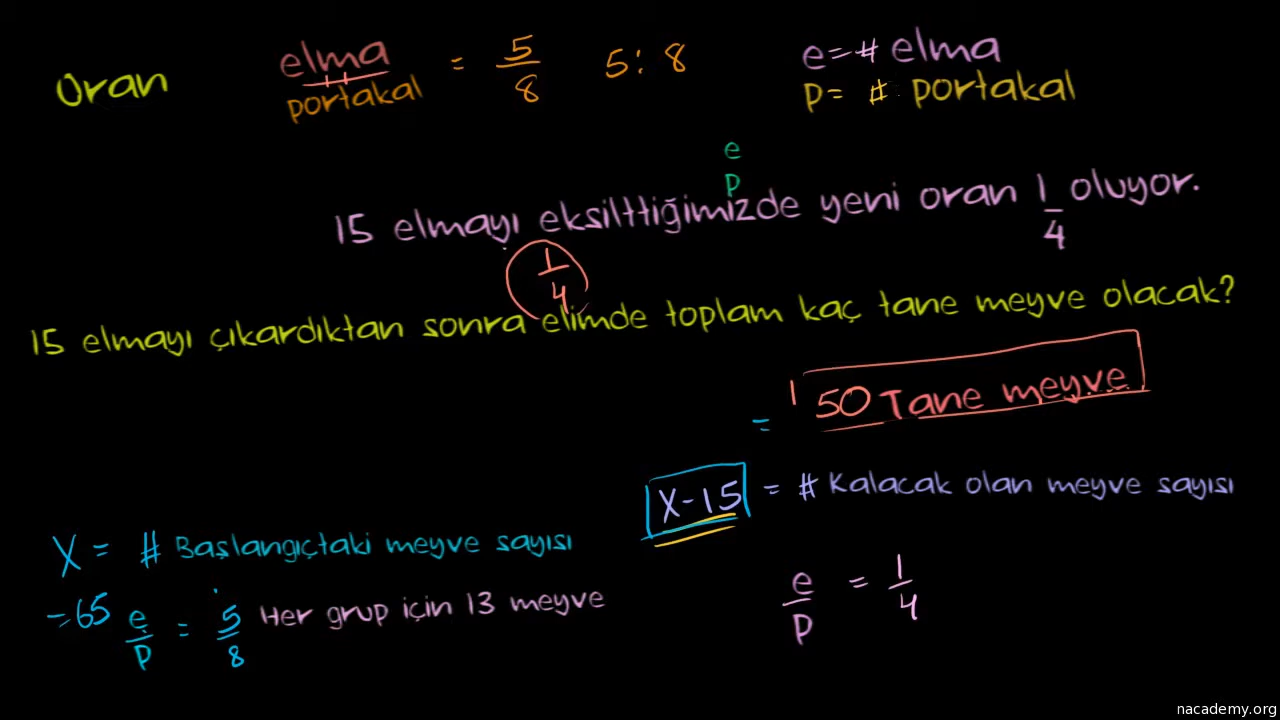 Oran elma/portakal = 5/8 5:8 e=# elma
p= # portakal
e
p
15 elmayı eksilttiğimizde yeni oran 1/4 oluyor.
1/4
15 elmayı çıkardıktan sonra elimde toplam kaç tane meyve olacak?
= 50 Tane meyve
X-15 = # Kalacak olan meyve sayısı
X = # Başlangıçtaki meyve sayısı
=65 e/p = 5/8 Her grup için 13 meyve
e/p = 1/4
nacademy.org